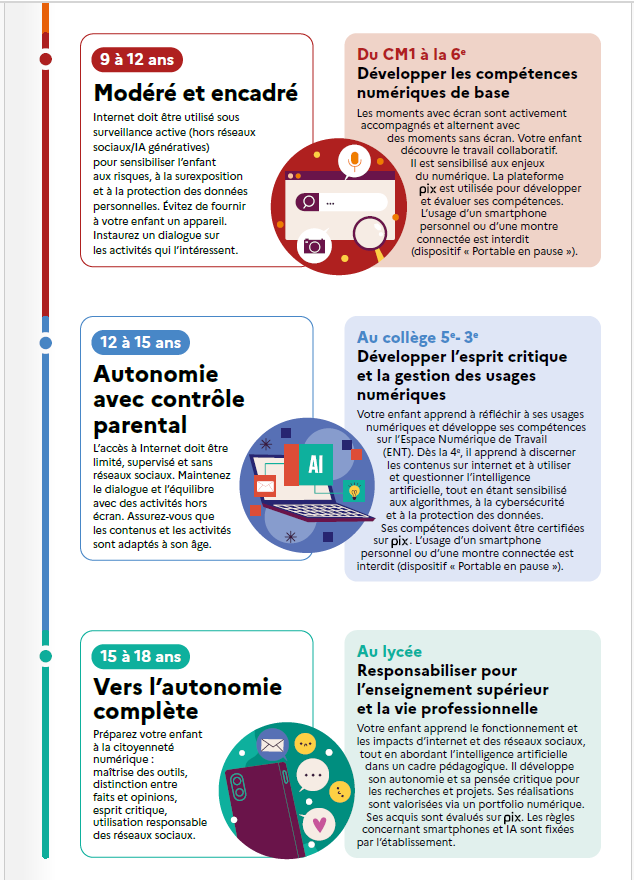 9 à 12 ans
Modéré et encadré
Internet doit être utilisé sous
surveillance active (hors réseaux
sociaux/IA génératives)
pour sensibiliser l'enfant
aux risques, à la surexposition
et à la protection des données
personnelles. Évitez de fournir
à votre enfant un appareil.
Instaurez un dialogue sur
les activités qui l'intéressent.
Du CM1 à la 6e
Développer les compétences
numériques de base
Les moments avec écran sont activement
accompagnés et alternent avec
des moments sans écran. Votre enfant
découvre le travail collaboratif.
Il est sensibilisé aux enjeux
du numérique. La plateforme
pix est utilisée pour développer
et évaluer ses compétences.
L'usage d'un smartphone
personnel ou d'une montre
connectée est interdit
(dispositif « Portable en pause »).
...
12 à 15 ans
Autonomie
avec contrôle
parental
L'accès à Internet doit être
limité, supervisé et sans
réseaux sociaux. Maintenez
le dialogue et l'équilibre
avec des activités hors
écran. Assurez-vous que
les contenus et les activités
sont adaptés à son âge.
AI
Au collège 5e- 3e
Développer l'esprit critique
et la gestion des usages
numériques
Votre enfant apprend à réfléchir à ses usages
numériques et développe ses compétences
sur l'Espace Numérique de Travail
(ENT). Dès la 4e, il apprend à discerner
les contenus sur internet et à utiliser
et questionner l'intelligence
artificielle, tout en étant sensibilisé
aux algorithmes, à la cybersécurité
et à la protection des données.
Ses compétences doivent être certifiées
sur pix. L'usage d'un smartphone
personnel ou d'une montre connectée est
interdit (dispositif « Portable en pause »).
15 à 18 ans
Vers l'autonomie
complète
Préparez votre enfant
à la citoyenneté
numérique :
maîtrise des outils,
distinction entre
faits et opinions,
esprit critique,
utilisation responsable
des réseaux sociaux.
Au lycée
Responsabiliser pour
l'enseignement supérieur
et la vie professionnelle
Votre enfant apprend le fonctionnement et
les impacts d'internet et des réseaux sociaux,
tout en abordant l'intelligence artificielle
dans un cadre pédagogique. Il développe
son autonomie et sa pensée critique pour
les recherches et projets. Ses réalisations
sont valorisées via un portfolio numérique.
Ses acquis sont évalués sur pix. Les règles
concernant smartphones et IA sont fixées
par l'établissement.